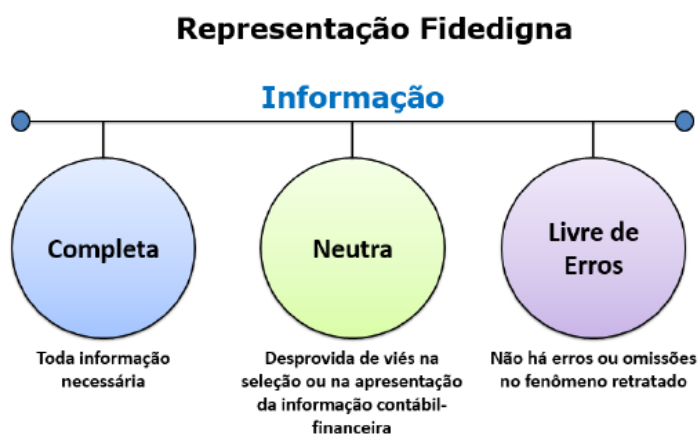 Representação Fidedigna
Informação
Completa
Neutra
Livre de
Erros
Toda informação
necessária
Desprovida de viés na
seleção ou na apresentação
da informação contábil-
financeira
Não há erros ou omissões
no fenômeno retratado